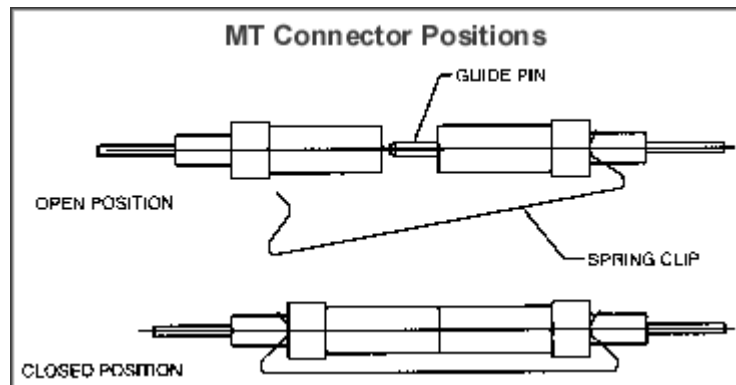 MT Connector Positions
GUIDE PIN
OPEN POSITION
SPRING CLIP
CLOSED POSITION